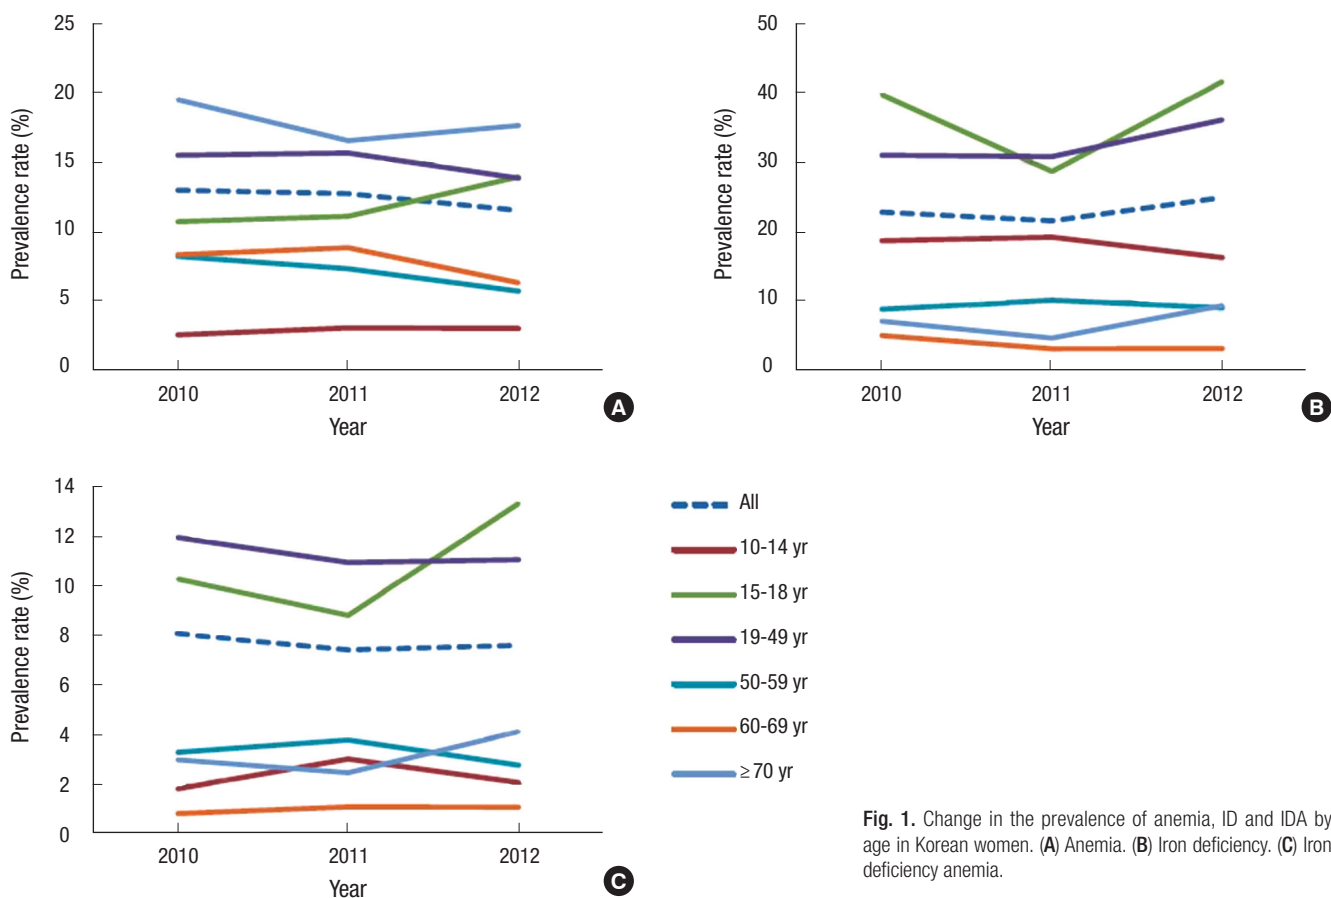 25
20
15
10
5
0
Prevalence rate (%)
2010 2011 2012
Year
A
50
40
30
20
10
0
Prevalence rate (%)
2010 2011 2012
Year
B
14
12
10
8
6
4
2
0
Prevalence rate (%)
2010 2011 2012
Year
C
All
10-14 yr
15-18 yr
19-49 yr
50-59 yr
60-69 yr
≥ 70 yr
Fig. 1. Change in the prevalence of anemia, ID and IDA by
age in Korean women. (A) Anemia. (B) Iron deficiency. (C) Iron
deficiency anemia.